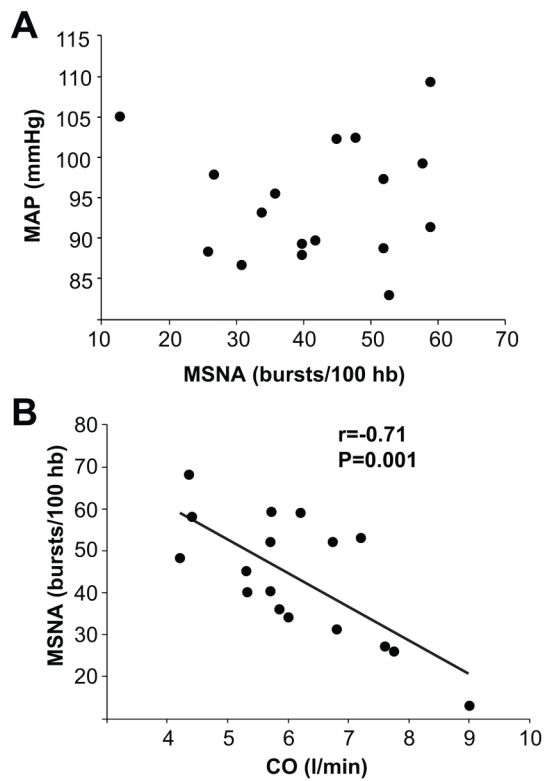 A
115
110
105
100
95
90
85
MAP (mmHg)
10 20 30 40 50 60 70
MSNA (bursts/100 hb)
B
80
70
60
50
40
30
20
MSNA (bursts/100 hb)
r=-0.71
P=0.001
4 5 6 7 8 9 10
CO (l/min)